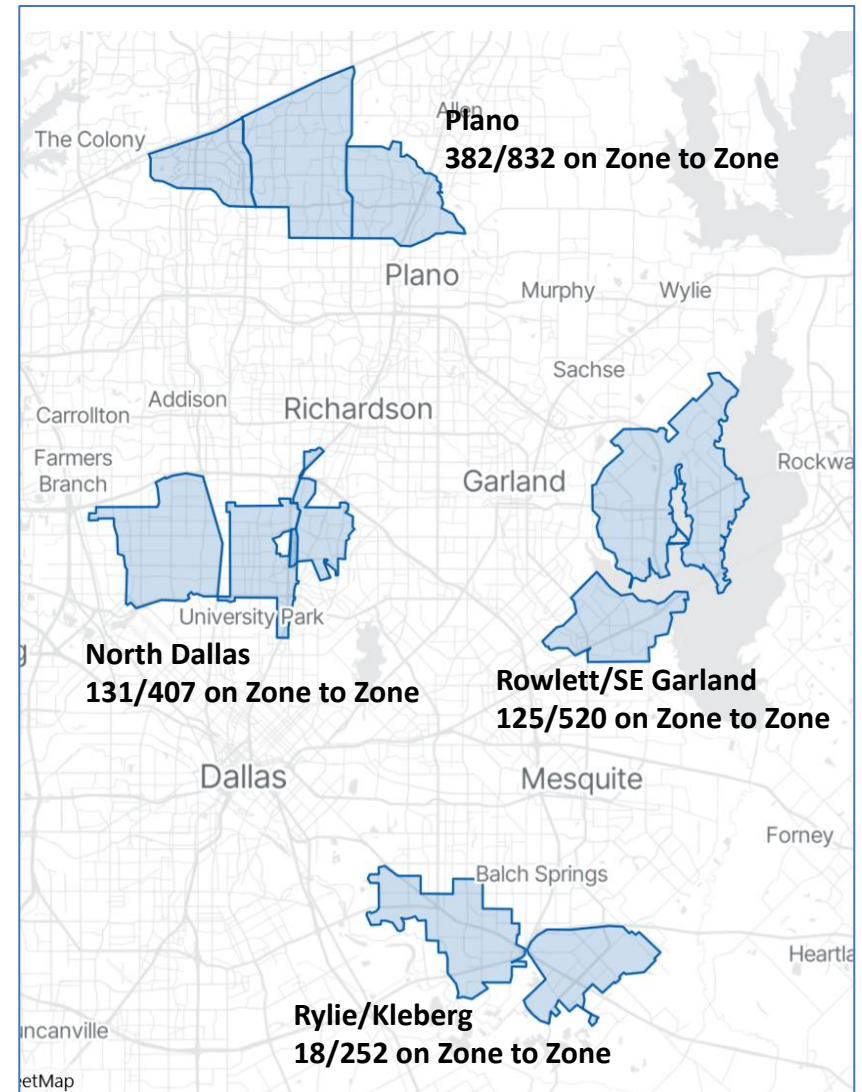 Allen
Plano
382/832 on Zone to Zone
The Colony
Plano
Murphy
Wylie
Sachse
Addison
Richardson
Carrollton
Farmers
Branch
Garland
Rockwa
University Park
North Dallas
131/407 on Zone to Zone
Rowlett/SE Garland
125/520 on Zone to Zone
Dallas
Mesquite
Forney
Balch Springs
Heartla
Rylie/Kleberg
18/252 on Zone to Zone
uncanville
etMap